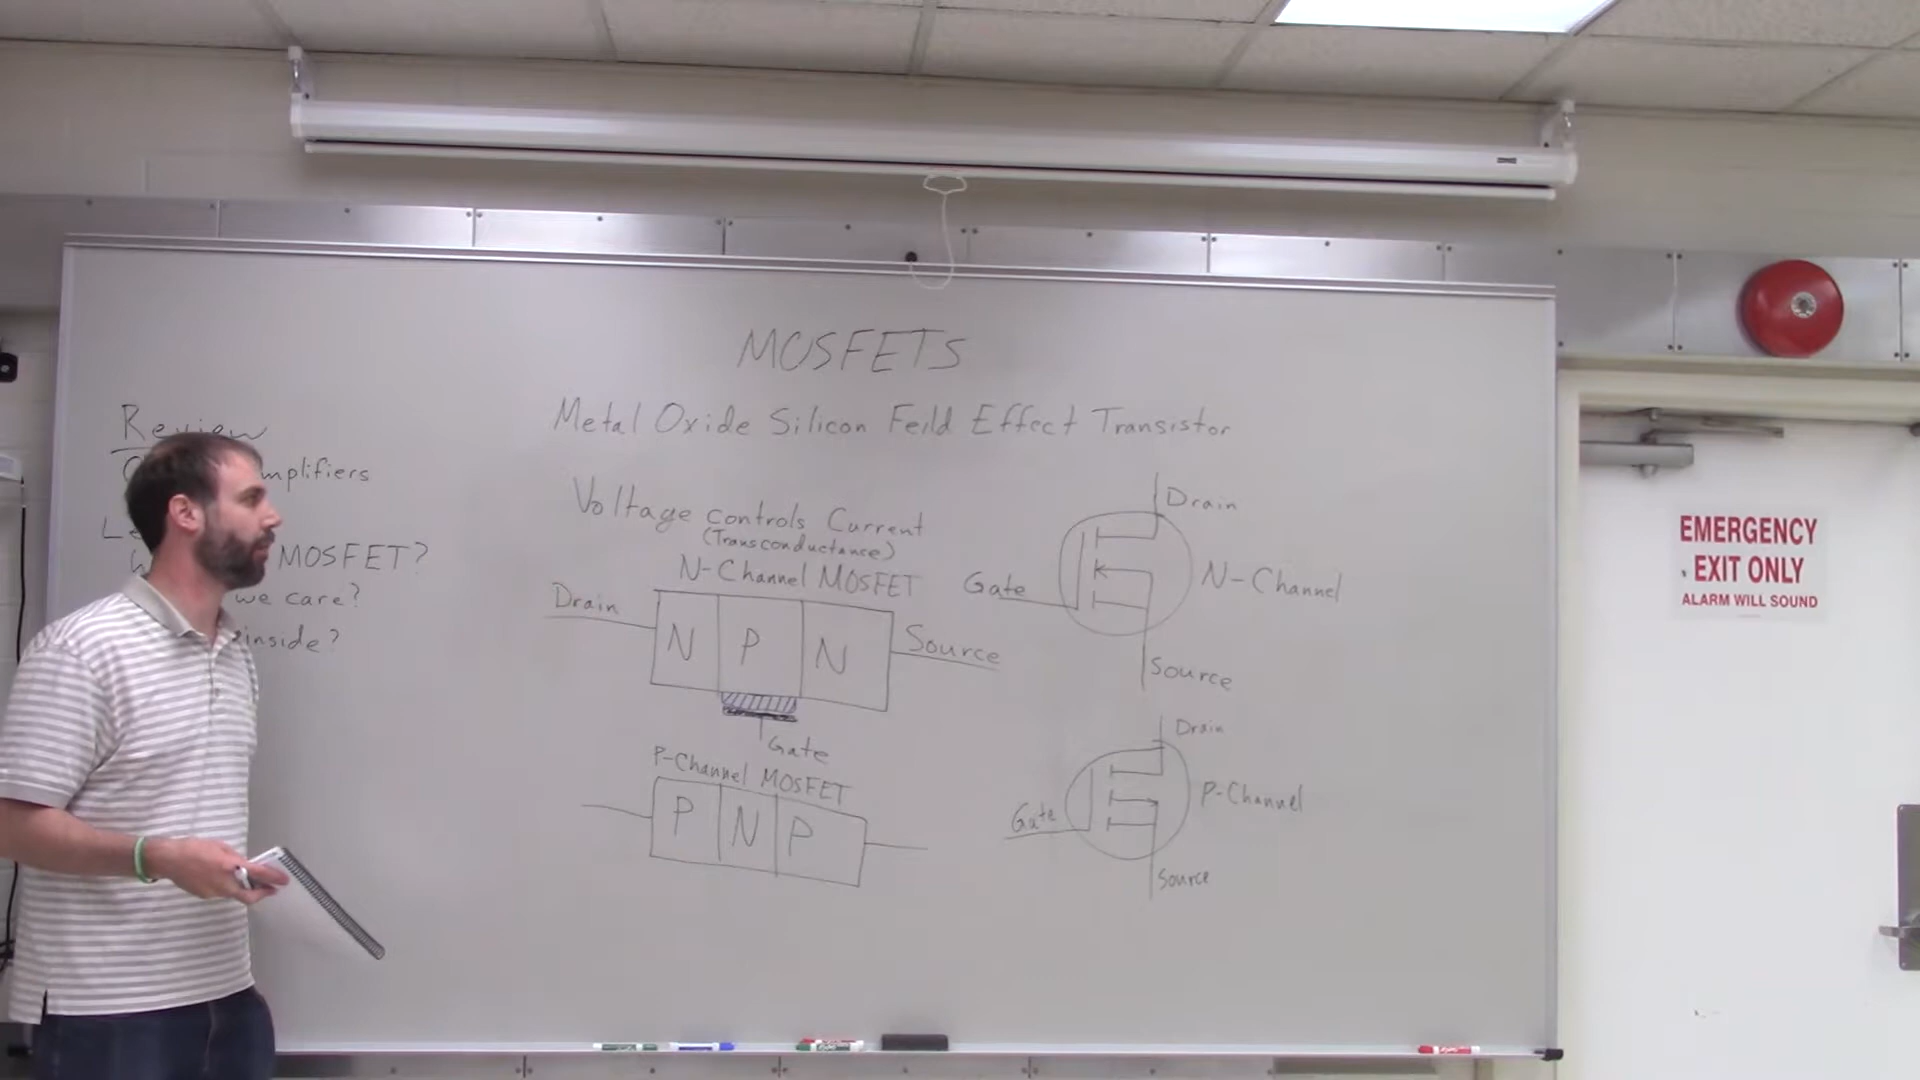 MOSFETS
Metal Oxide Silicon Feild Effect Transistor
Review
mplifiers
MOSFET?
we care?
inside?
Voltage controls Current
(Transconductance)
N-Channel MOSFET
Drain
N P N
Source
Gate
P-Channel MOSFET
P N P
Drain
Gate
N-Channel
Source
Drain
Gate
P-Channel
Source
EMERGENCY
EXIT ONLY
ALARM WILL SOUND